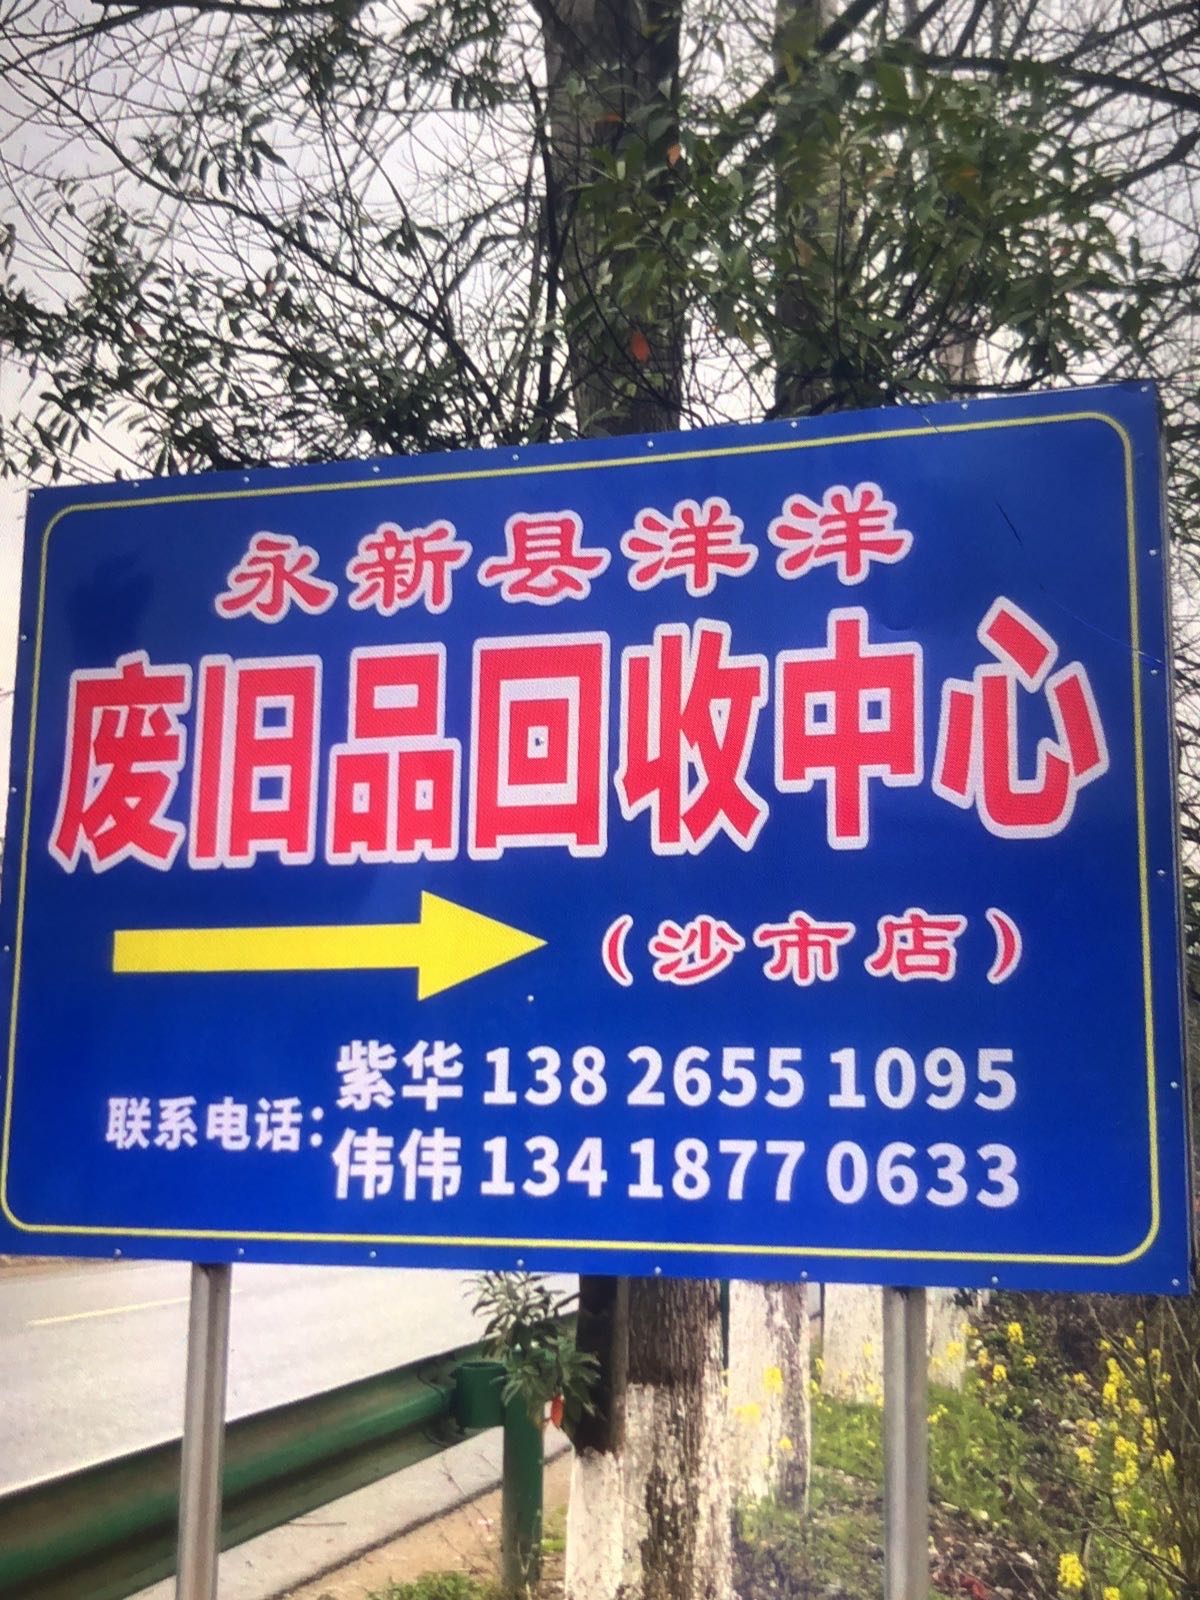 永新县洋洋
废旧品回收中心
（沙市店）
联系电话：
紫华 138 2655 1095
伟伟 134 1877 0633